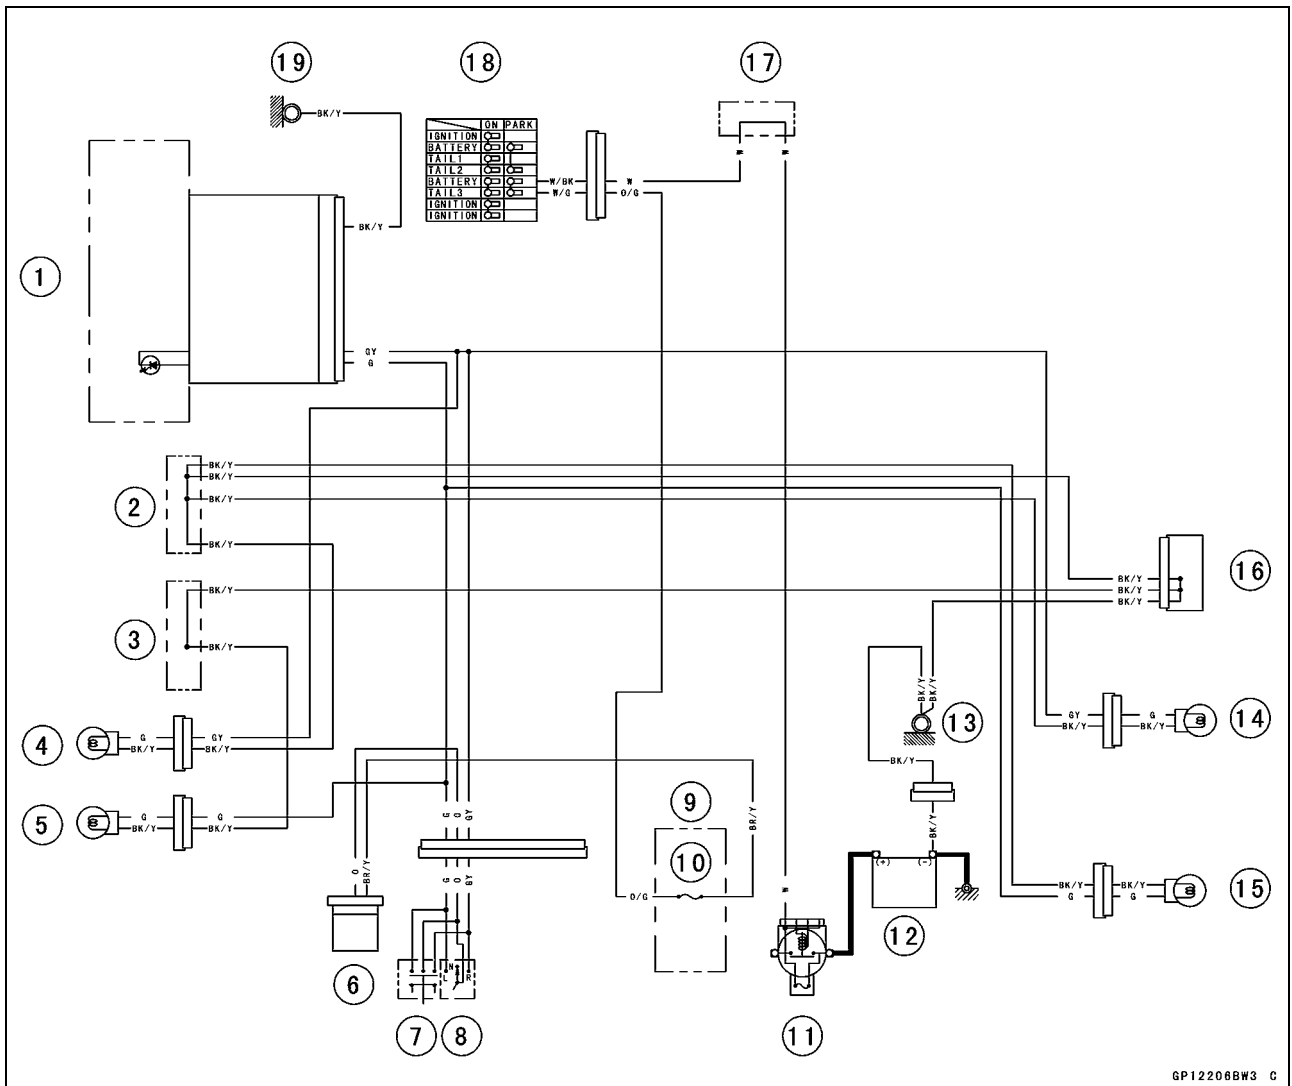 19
18
17
BK/Y
ON PARK
IGNITION
BATTERY
TAIL1
TAIL2
BATTERY
TAIL3
IGNITION
IGNITION
W/BK
W/G
W
O/G
W
W
BK/Y
1
GY
G
BK/Y
BK/Y
2
BK/Y
BK/Y
16
BK/Y
BK/Y
BK/Y
BK/Y
3
BK/Y
BK/Y
BK/Y
13
GY
BK/Y
G
BK/Y
14
4
G
BK/Y
GY
BK/Y
BK/Y
5
G
BK/Y
G
BK/Y
G
O
GY
9
BR/Y
BK/Y
10
(+)
(-)
O
BR/Y
G
O
GY
O/G
W
BK/Y
G
BK/Y
G
15
12
6
L
N
R
7
8
11
GP12206BW3 C